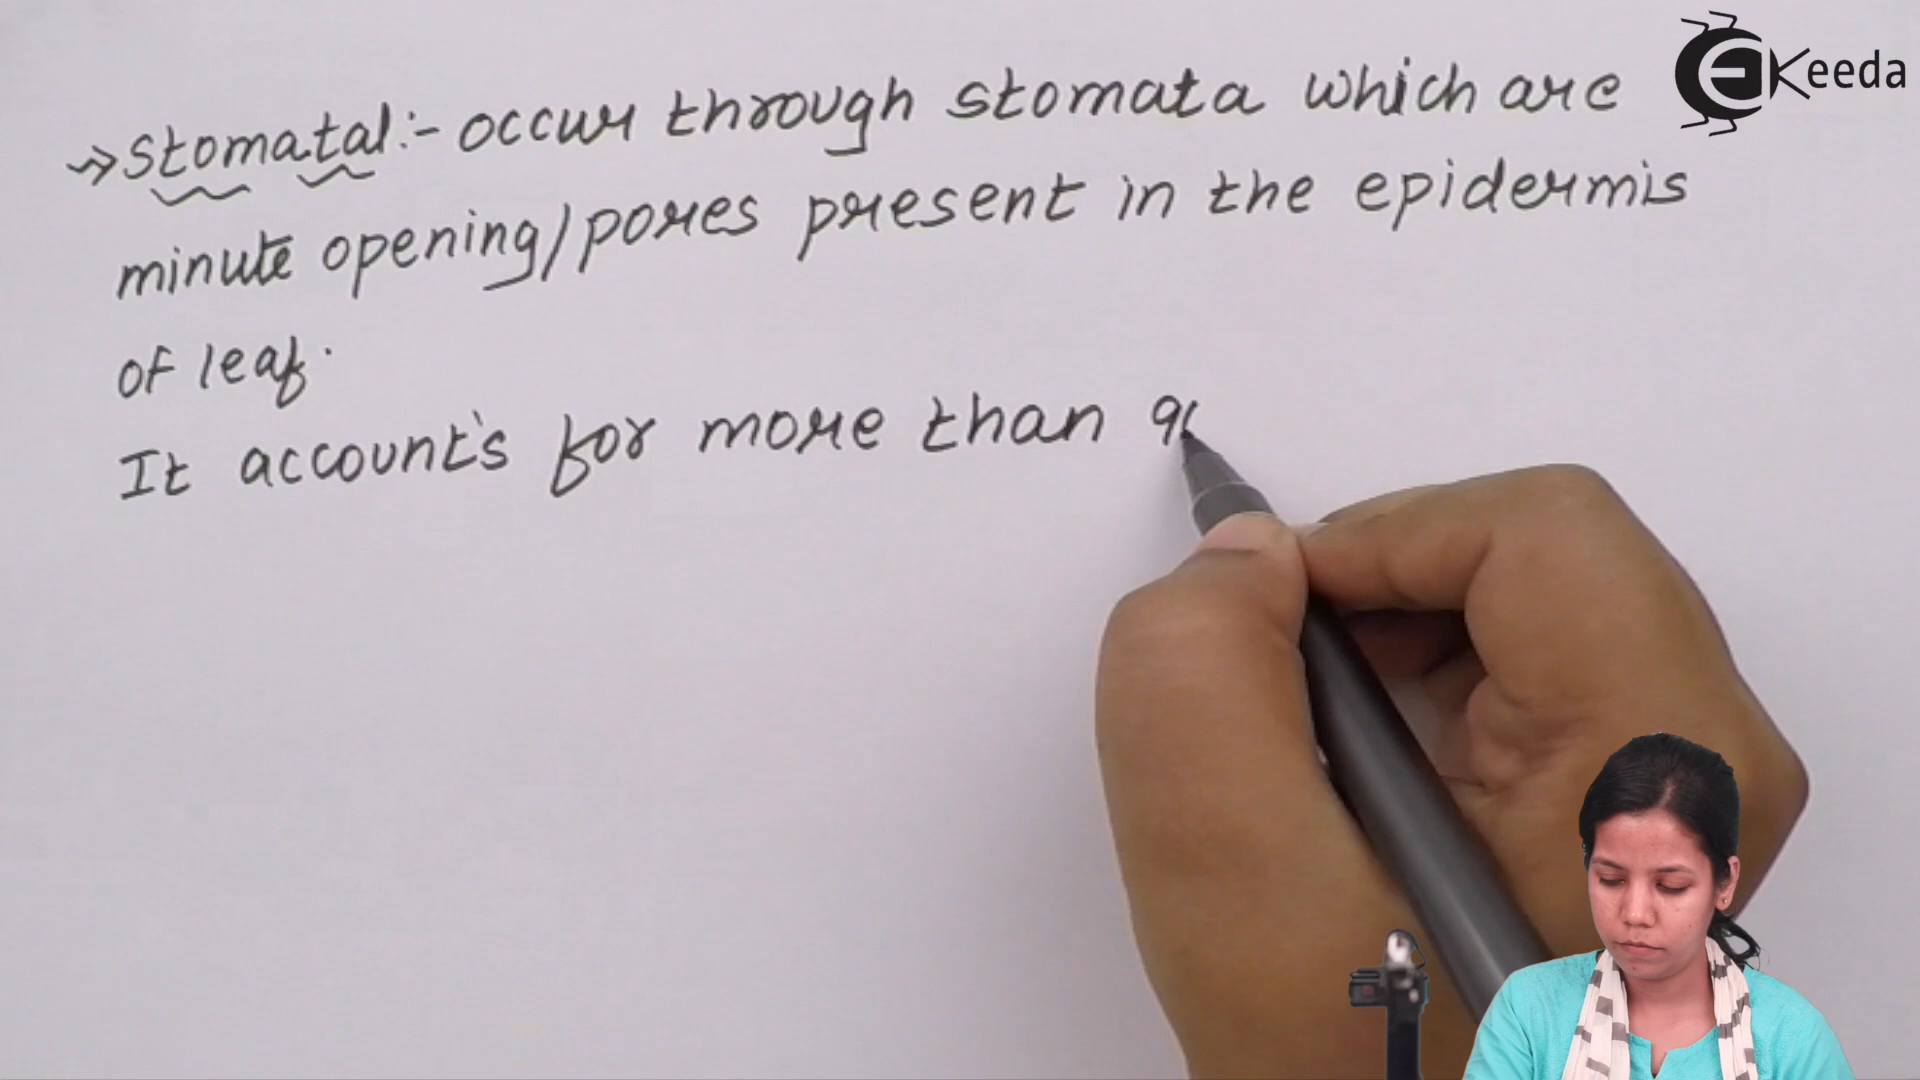 EKeeda
→ Stomatal:- occur through stomata which are
minute opening/pores present in the epidermis
of leaf.
It account's for more than 9